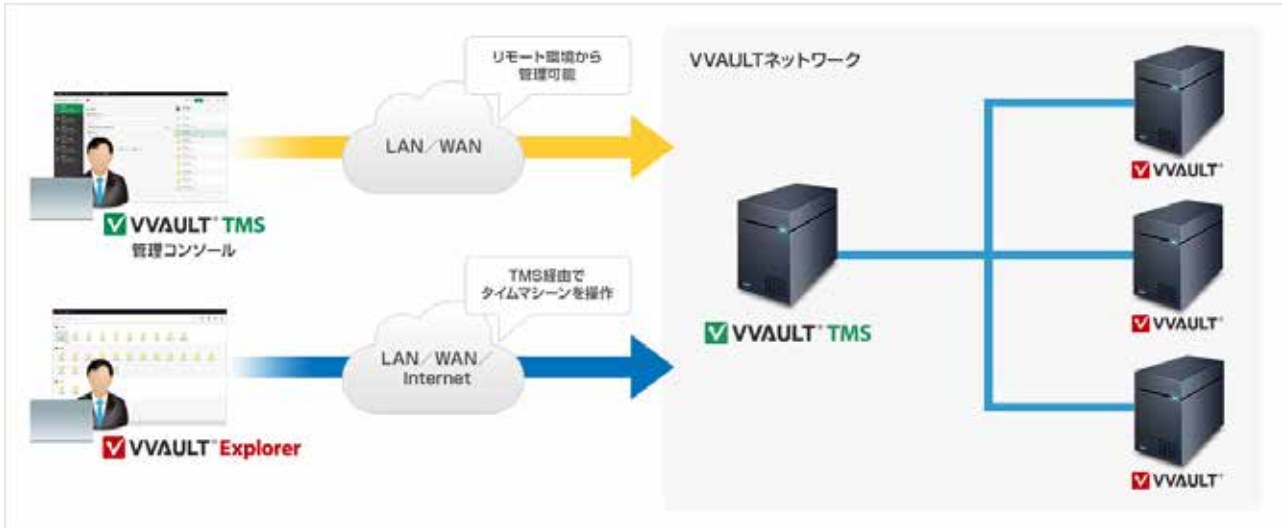 リモート環境から
管理可能
LAN／WAN
VVAULT® TMS
管理コンソール
TMS経由で
タイムマシーンを操作
LAN／WAN／
Internet
VVAULT® Explorer
VVAULTネットワーク
VVAULT® TMS
VVAULT®
VVAULT®
VVAULT®